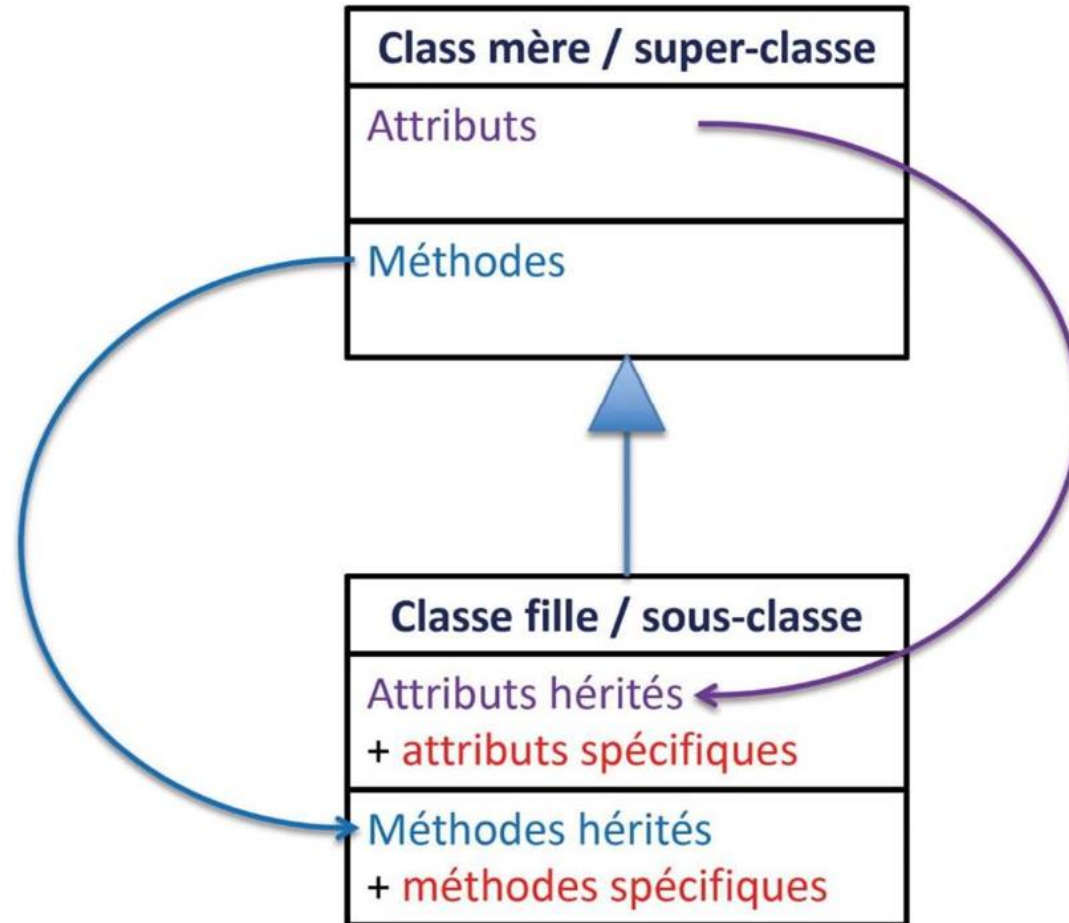 Class mère / super-classe
Attributs
Méthodes
Classe fille / sous-classe
Attributs hérités
+ attributs spécifiques
Méthodes hérités
+ méthodes spécifiques